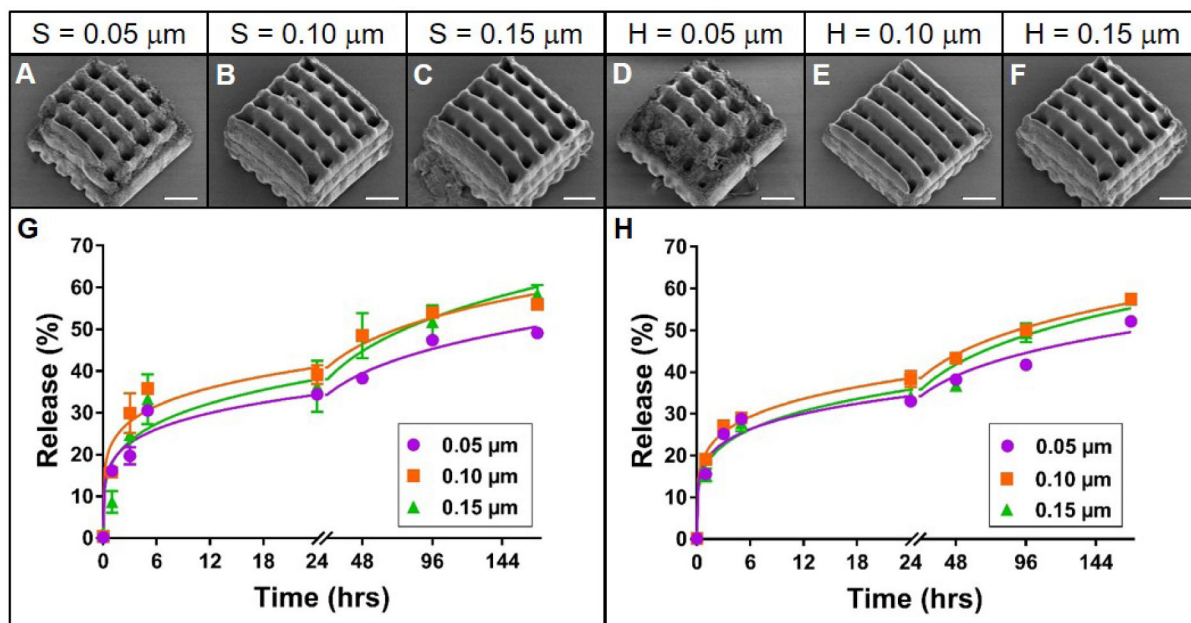 S = 0.05 µm
S = 0.10 µm
S = 0.15 µm
H = 0.05 µm
H = 0.10 µm
H = 0.15 µm
A
B
C
D
E
F
G
70
60
50
40
30
20
10
0
Release (%)
0.05 µm
0.10 µm
0.15 µm
0 6 12 18 24 48 96 144
Time (hrs)
H
70
60
50
40
30
20
10
0
Release (%)
0.05 µm
0.10 µm
0.15 µm
0 6 12 18 24 48 96 144
Time (hrs)